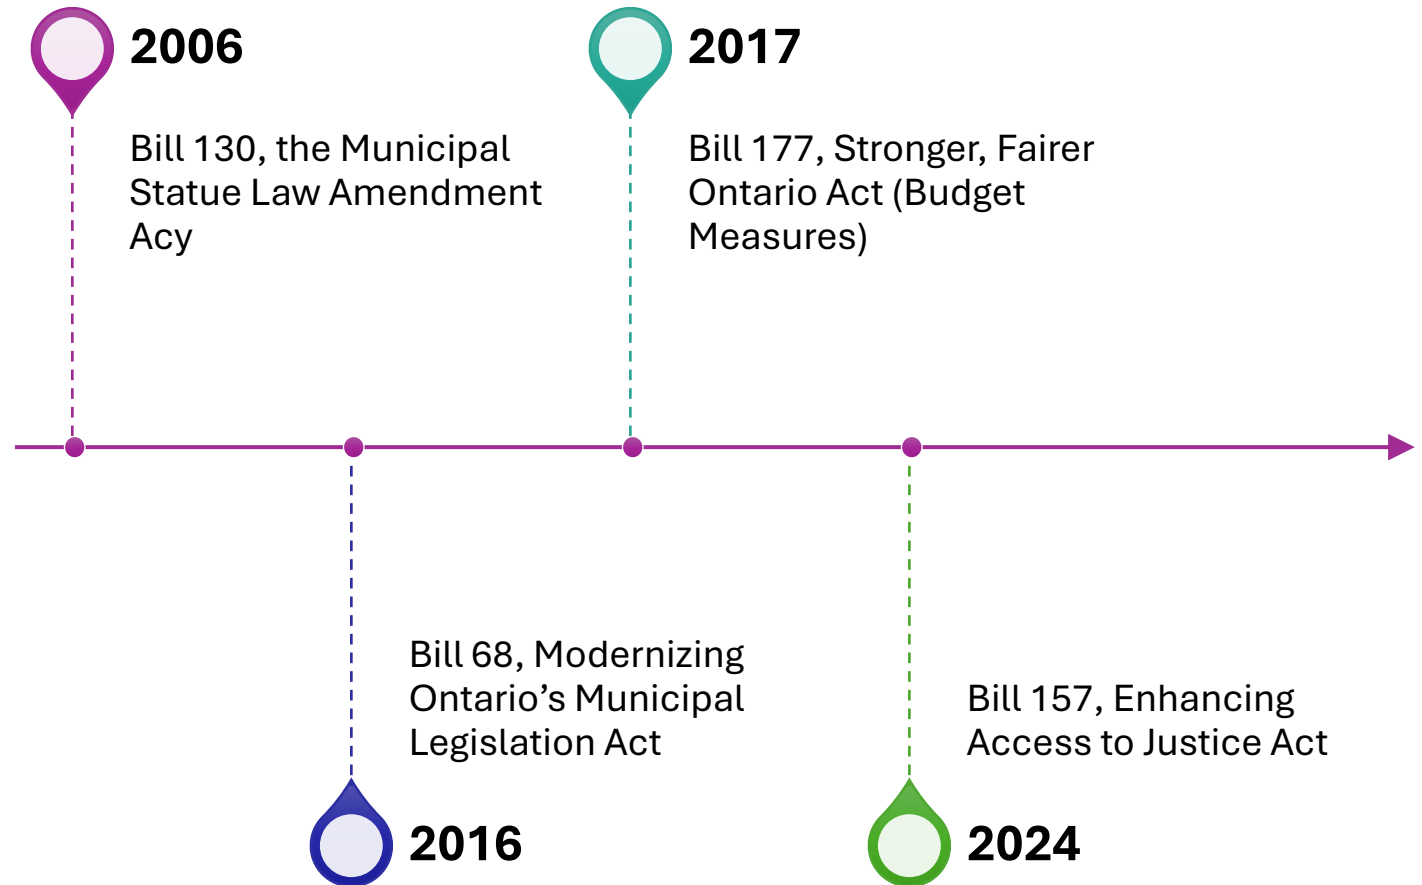 2006
Bill 130, the Municipal
Statue Law Amendment
Acy
2017
Bill 177, Stronger, Fairer
Ontario Act (Budget
Measures)
Bill 68, Modernizing
Ontario’s Municipal
Legislation Act
2016
Bill 157, Enhancing
Access to Justice Act
2024